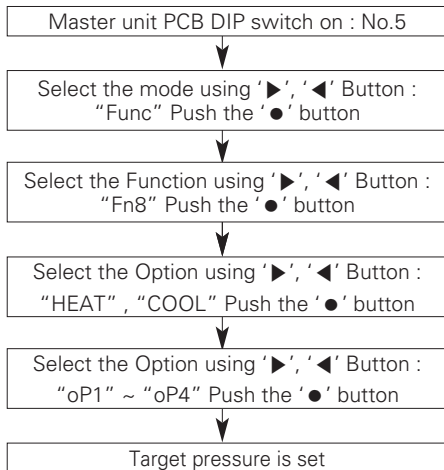 Master unit PCB DIP switch on : No.5
Select the mode using ‘▶’, ‘◀’ Button :
“Func” Push the ‘●’ button
Select the Function using ‘▶’, ‘◀’ Button :
“Fn8” Push the ‘●’ button
Select the Option using ‘▶’, ‘◀’ Button :
“HEAT” , “COOL” Push the ‘●’ button
Select the Option using ‘▶’, ‘◀’ Button :
“oP1” ~ “oP4” Push the ‘●’ button
Target pressure is set